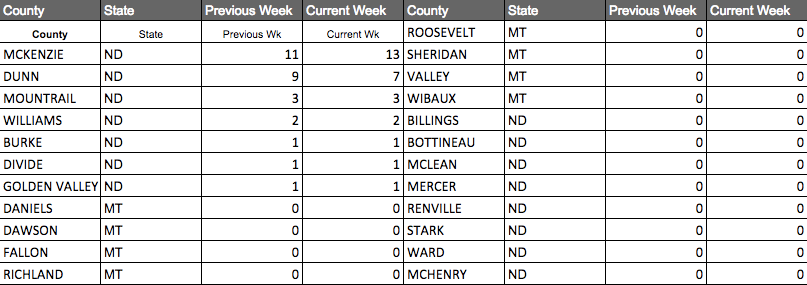 County State Previous Week Current Week County State Previous Week Current Week
County State Previous Wk Current Wk ROOSEVELT MT 0 0
MCKENZIE ND 11 13 SHERIDAN MT 0 0
DUNN ND 9 7 VALLEY MT 0 0
MOUNTRAIL ND 3 3 WIBAUX MT 0 0
WILLIAMS ND 2 2 BILLINGS ND 0 0
BURKE ND 1 1 BOTTINEAU ND 0 0
DIVIDE ND 1 1 MCLEAN ND 0 0
GOLDEN VALLEY ND 1 1 MERCER ND 0 0
DANIELS MT 0 0 RENVILLE ND 0 0
DAWSON MT 0 0 STARK ND 0 0
FALLON MT 0 0 WARD ND 0 0
RICHLAND MT 0 0 MCHENRY ND 0 0